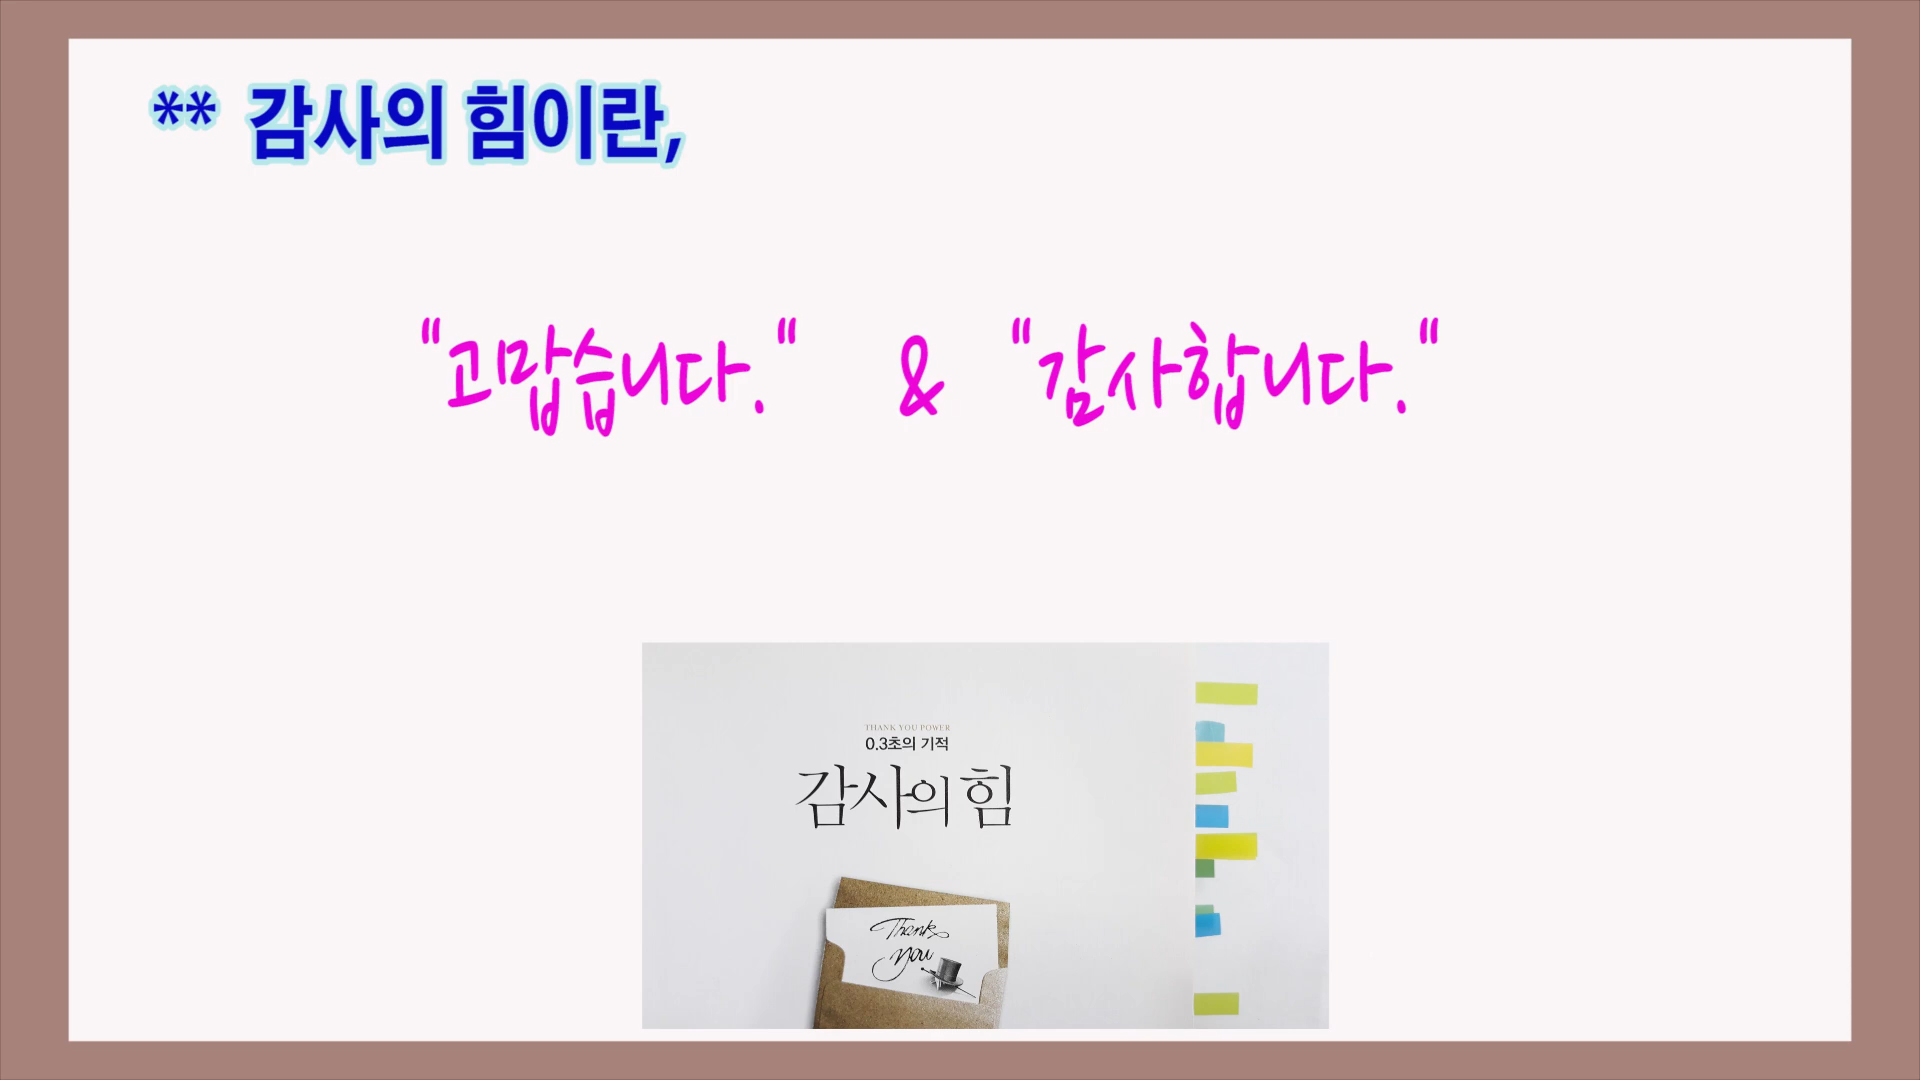 ** 감사의 힘이란,
"고맙습니다." & "감사합니다."
THANK YOU POWER
0.3초의 기적
감사의 힘
Thank
you